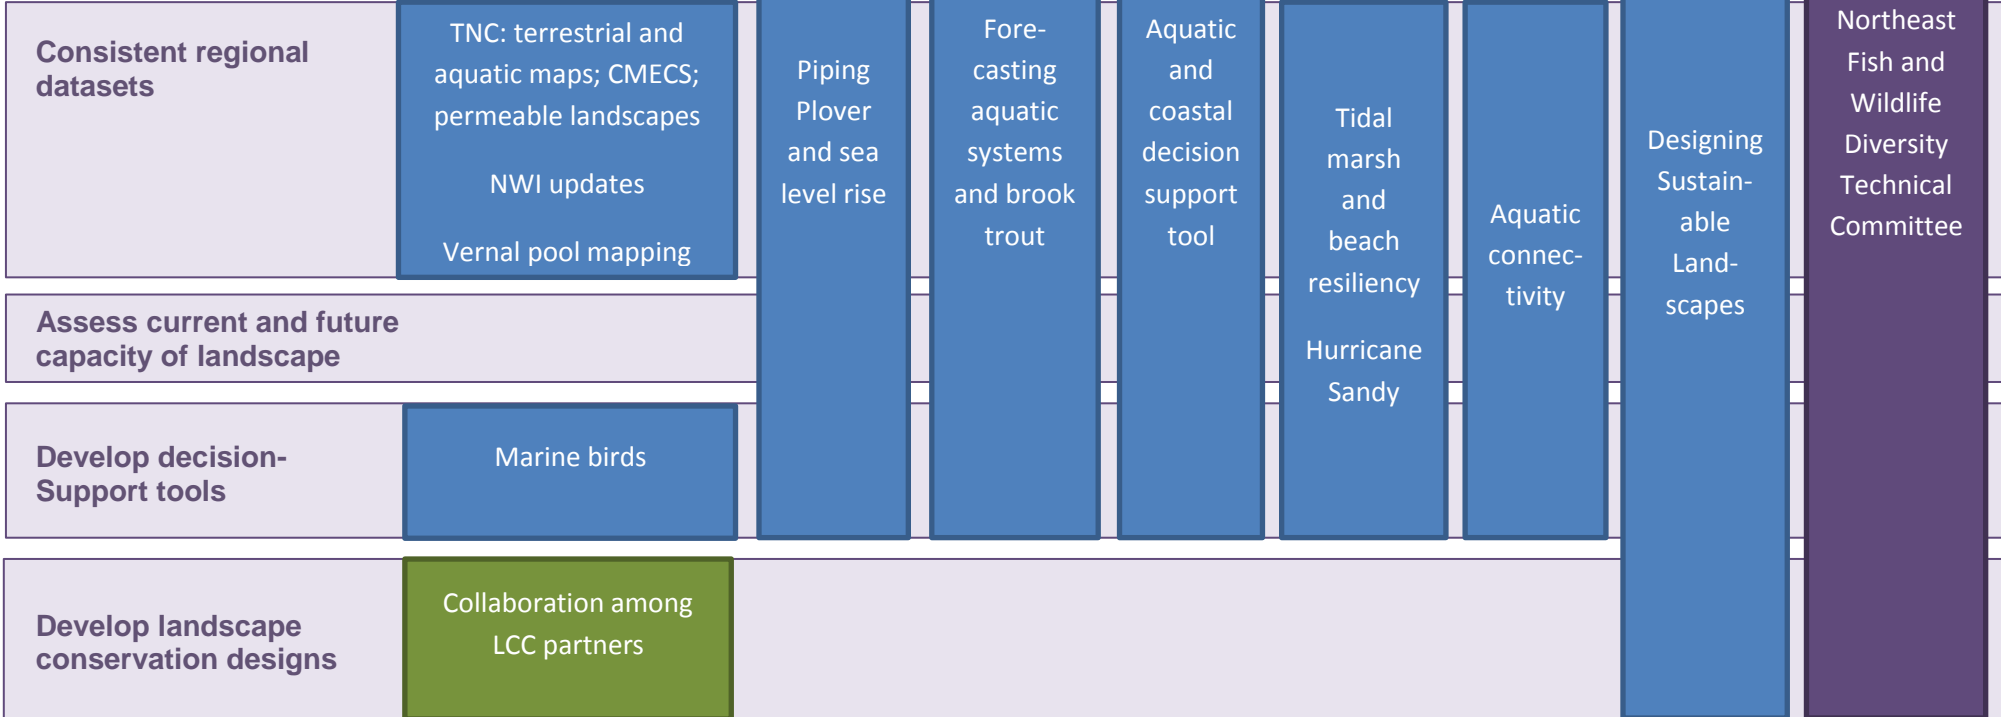 Consistent regional
datasets
TNC: terrestrial and
aquatic maps; CMECS;
permeable landscapes
NWI updates
Vernal pool mapping
Piping
Plover
and sea
level rise
Fore-
casting
aquatic
systems
and brook
trout
Aquatic
and
coastal
decision
support
tool
Tidal
marsh
and
beach
resiliency
Hurricane
Sandy
Aquatic
connec-
tivity
Designing
Sustain-
able
Land-
scapes
Northeast
Fish and
Wildlife
Diversity
Technical
Committee
Assess current and future
capacity of landscape
Develop decision-
Support tools
Marine birds
Develop landscape
conservation designs
Collaboration among
LCC partners